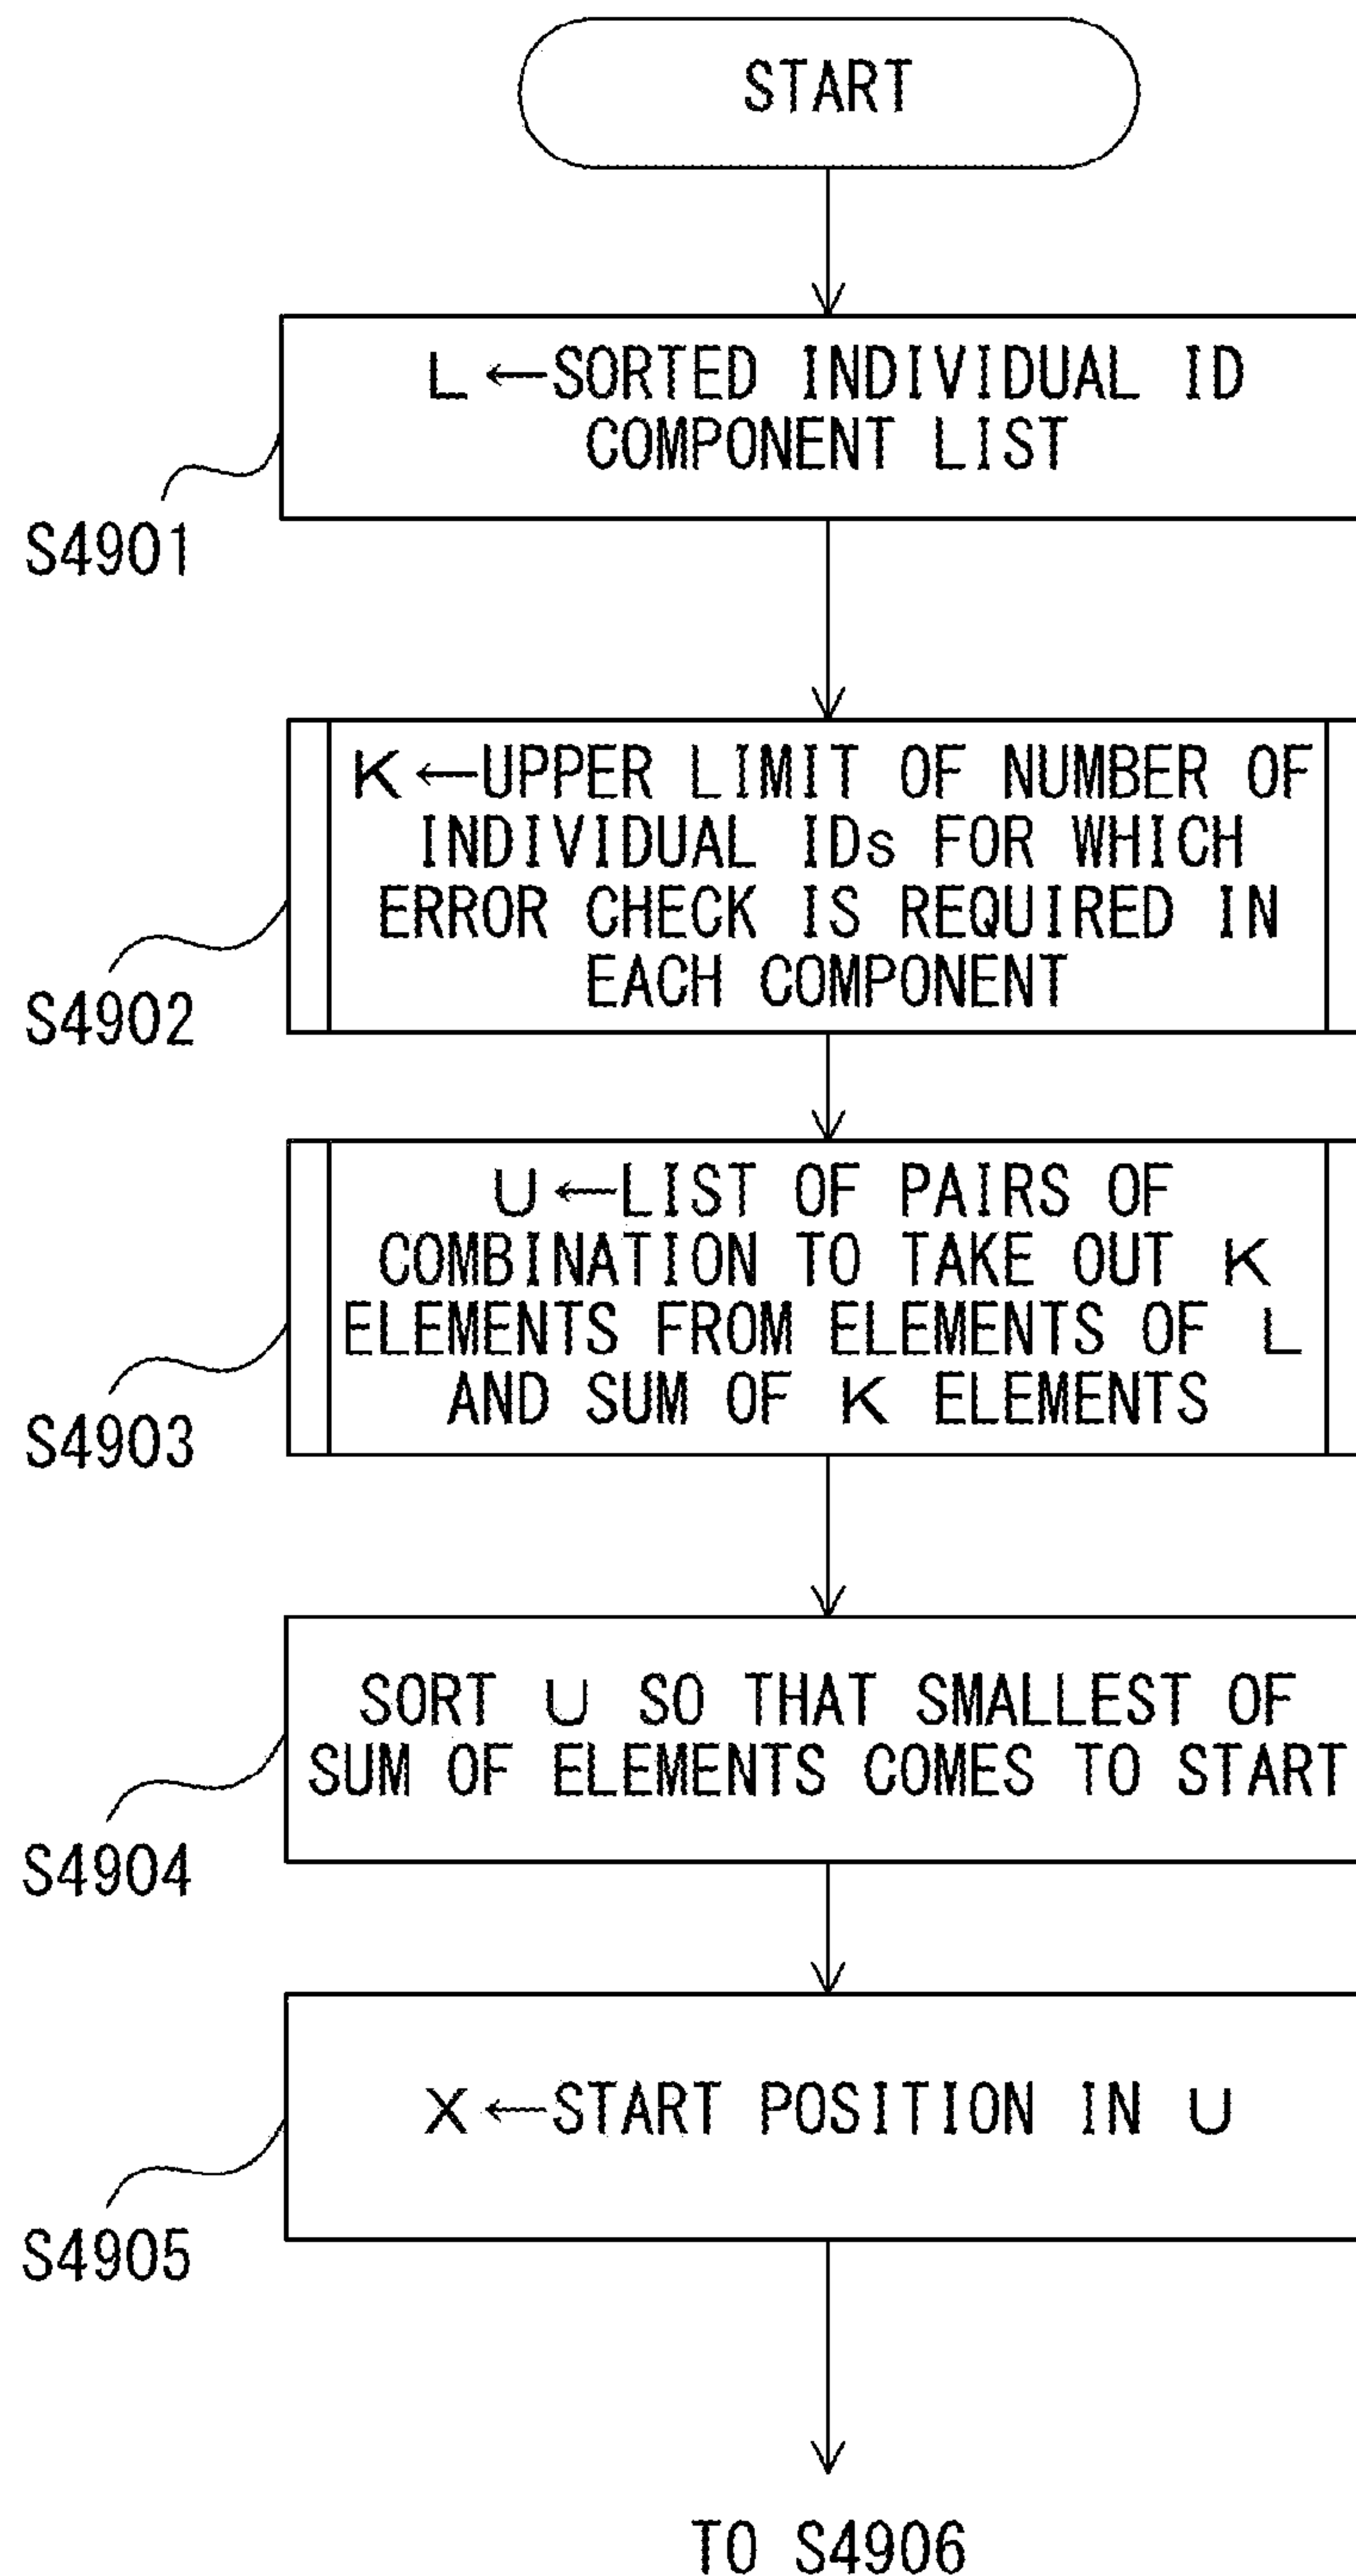 START
L←SORTED INDIVIDUAL ID
COMPONENT LIST
S4901
K←UPPER LIMIT OF NUMBER OF
INDIVIDUAL IDs FOR WHICH
ERROR CHECK IS REQUIRED IN
EACH COMPONENT
S4902
U←LIST OF PAIRS OF
COMBINATION TO TAKE OUT K
ELEMENTS FROM ELEMENTS OF L
AND SUM OF K ELEMENTS
S4903
SORT U SO THAT SMALLEST OF
SUM OF ELEMENTS COMES TO START
S4904
X←START POSITION IN U
S4905
TO S4906